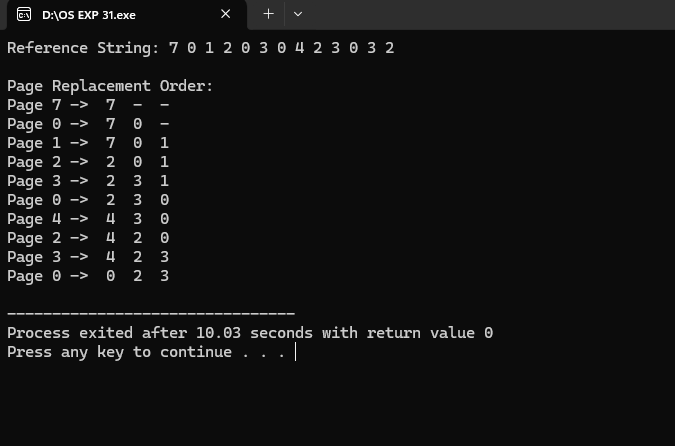 D:\OS EXP 31.exe
Reference String: 7 0 1 2 0 3 0 4 2 3 0 3 2
Page Replacement Order:
Page 7 -> 7 - -
Page 0 -> 7 0 -
Page 1 -> 7 0 1
Page 2 -> 2 0 1
Page 3 -> 2 3 1
Page 0 -> 2 3 0
Page 4 -> 4 3 0
Page 2 -> 4 2 0
Page 3 -> 4 2 3
Page 0 -> 0 2 3
--------------------------------
Process exited after 10.03 seconds with return value 0
Press any key to continue . . .